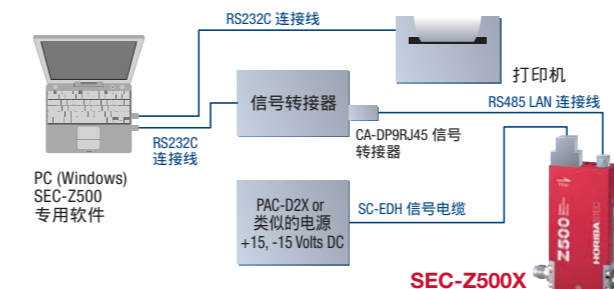 RS232C 连接线
打印机
信号转接器
RS485 LAN 连接线
RS232C
连接线
CA-DP9RJ45 信号
转接器
PC (Windows)
SEC-Z500
专用软件
PAC-D2X or
类似的电源
+15, -15 Volts DC
SC-EDH 信号电缆
Z500
HORIBASTEC
SEC-Z500X